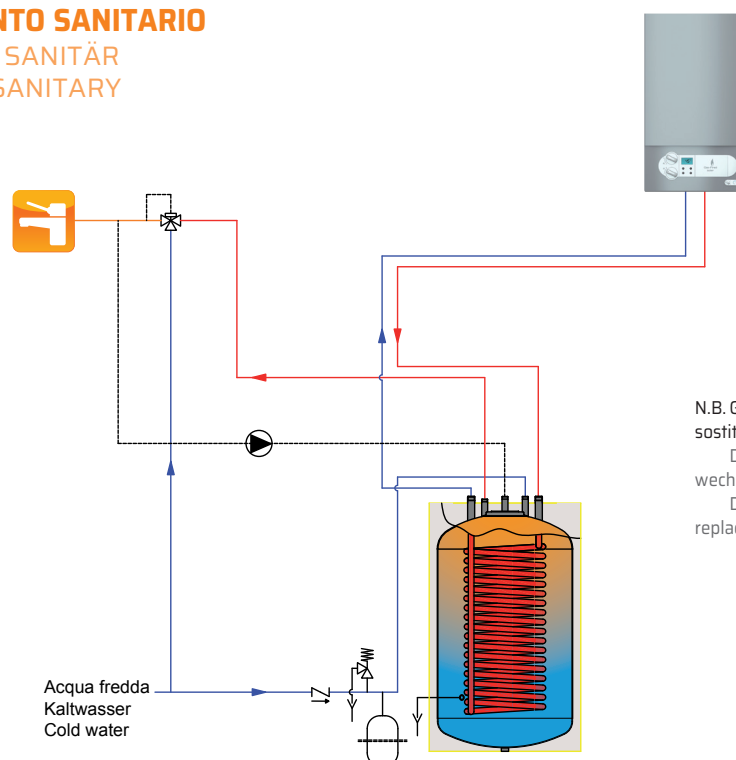 NTO SANITARIO
SANITÄR
SANITARY
N.B. G
sostit
D
wech
D
replac
Acqua fredda
Kaltwasser
Cold water